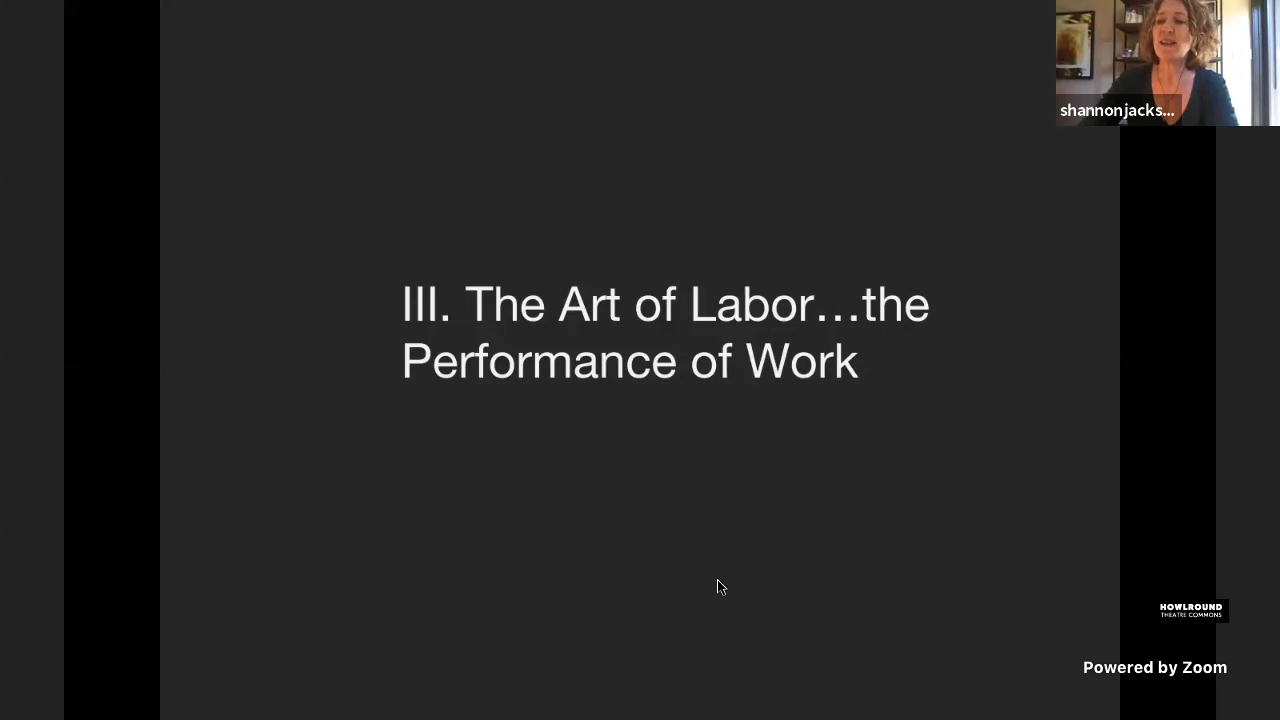 shannonjacks...
III. The Art of Labor…the
Performance of Work
HOWLROUND
THEATRE COMMONS
Powered by Zoom